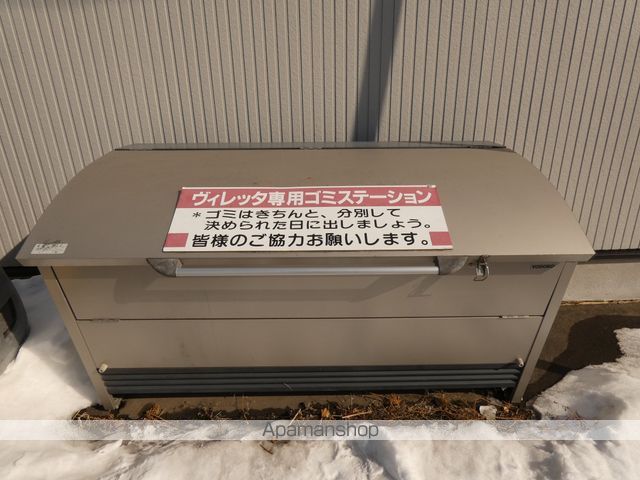 ヴィレッタ専用ゴミステーション
＊ゴミはきちんと、分別して
決められた日に出しましょう。
皆様のご協力お願いします。
YODOKO
Apamanshop